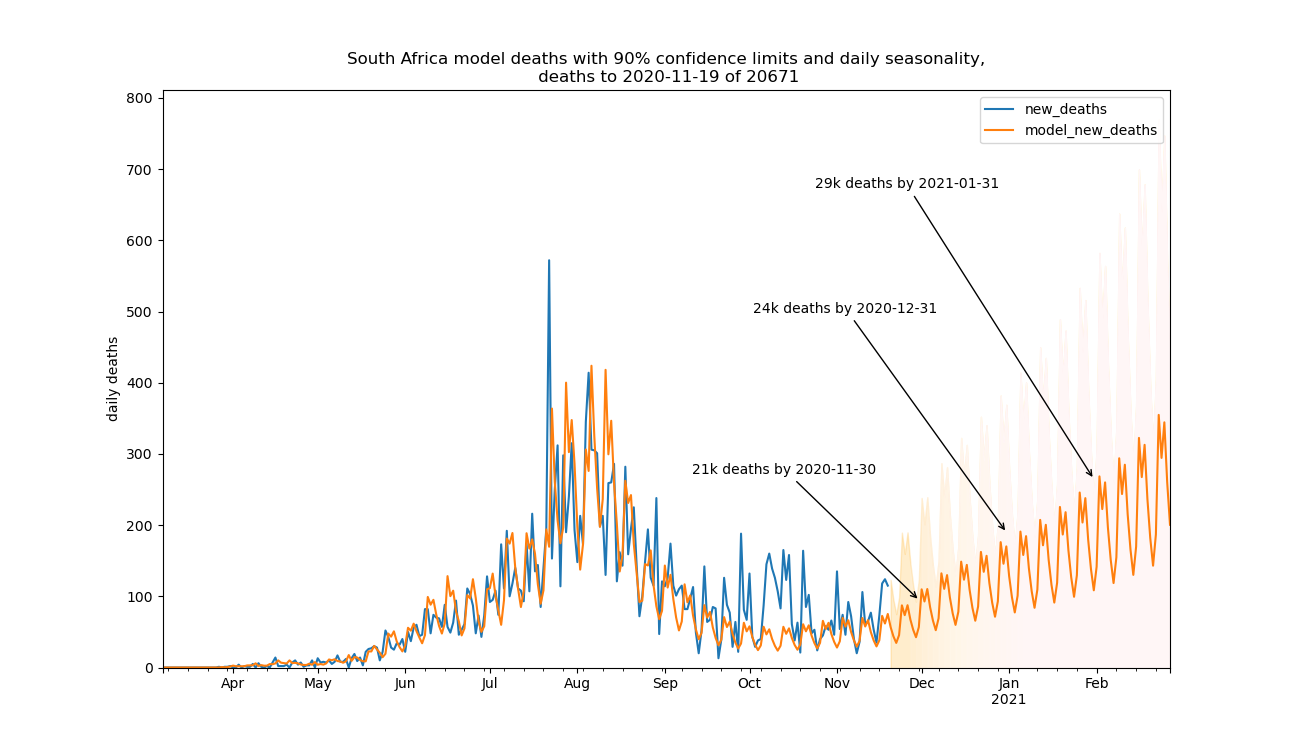 South Africa model deaths with 90% confidence limits and daily seasonality,
deaths to 2020-11-19 of 20671
new_deaths
model_new_deaths
29k deaths by 2021-01-31
24k deaths by 2020-12-31
21k deaths by 2020-11-30
daily deaths
800
700
600
500
400
300
200
100
0
Apr May Jun Jul Aug Sep Oct Nov Dec Jan Feb
2021